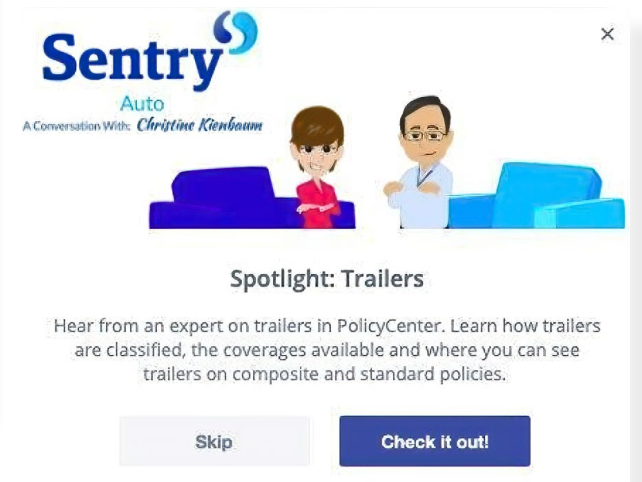 Sentry
Auto
A Conversation With: Christine Kienbaum
Spotlight: Trailers
Hear from an expert on trailers in PolicyCenter. Learn how trailers
are classified, the coverages available and where you can see
trailers on composite and standard policies.
Skip
Check it out!